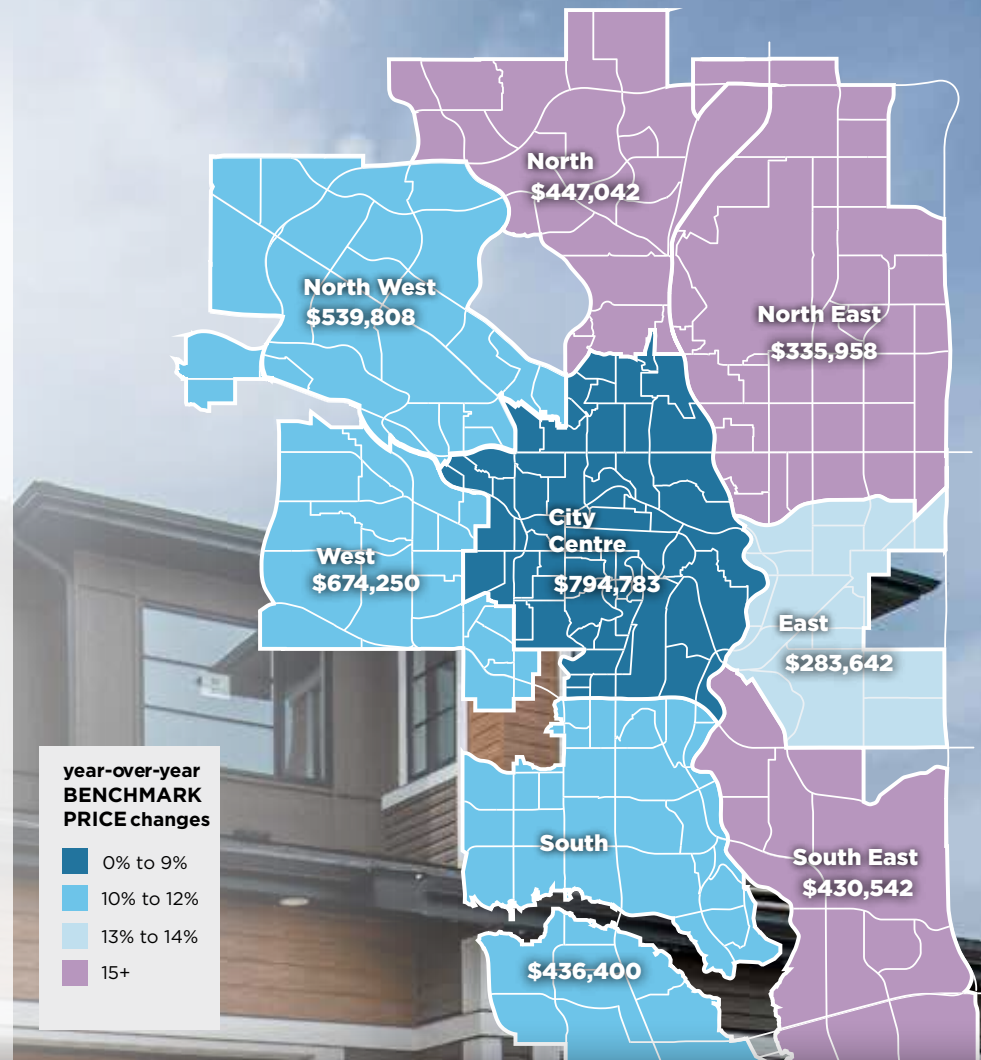 North
$447,042
North West
$539,808
North East
$335,958
City
Centre
$794,783
West
$674,250
East
$283,642
South
$436,400
South East
$430,542
year-over-year
BENCHMARK
PRICE changes
0% to 9%
10% to 12%
13% to 14%
15+